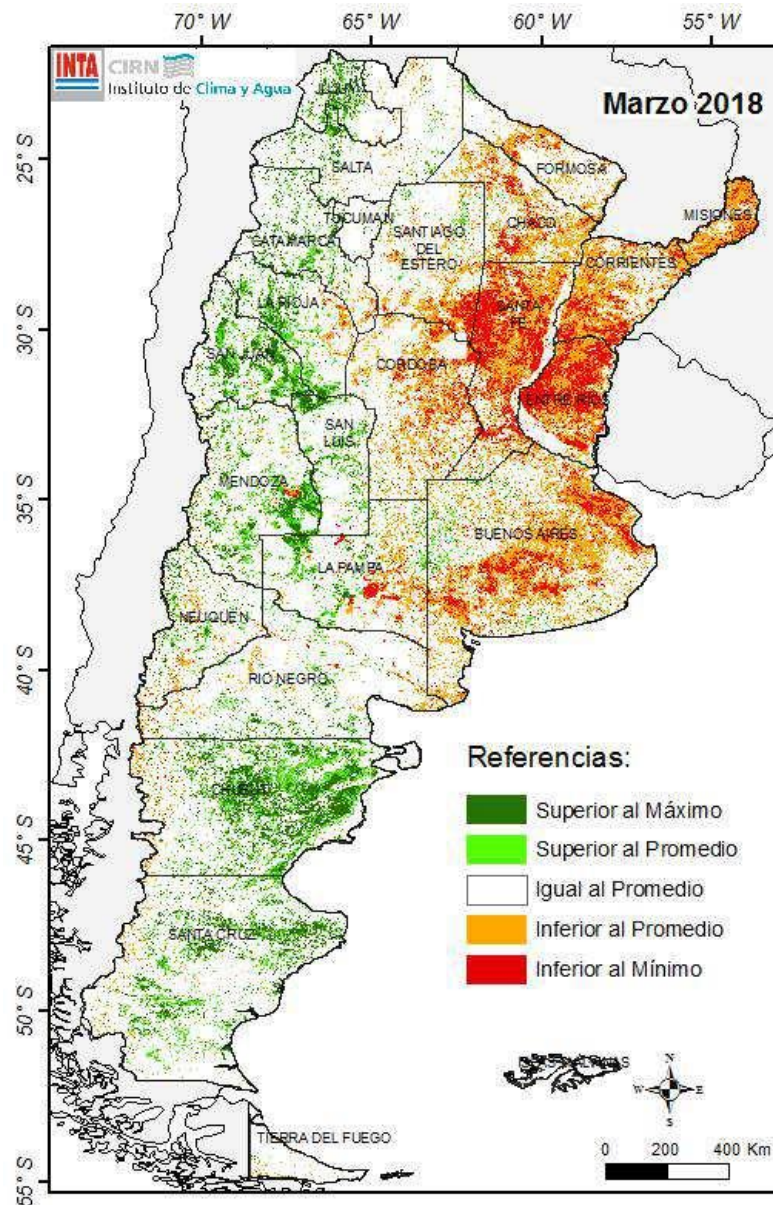 70° W
65° W
60° W
55° W
INTA
CIRN
Instituto de Clima y Agua
Marzo 2018
25° S
30° S
35° S
40° S
45° S
50° S
55° S
JUJUY
SALTA
FORMOSA
TUCUMAN
CHACO
MISIONES
CATAMARCA
SANTIAGO
DEL
ESTERO
CORRIENTES
LA RIOJA
SANTA
FE
SAN JUAN
CORDOBA
ENTRE RIOS
SAN
LUIS
MENDOZA
BUENOS AIRES
LA PAMPA
NEUQUEN
RIO NEGRO
CHUBUT
SANTA CRUZ
TIERRA DEL FUEGO
Referencias:
Superior al Máximo
Superior al Promedio
Igual al Promedio
Inferior al Promedio
Inferior al Mínimo
N
W
E
S
0 200 400 Km